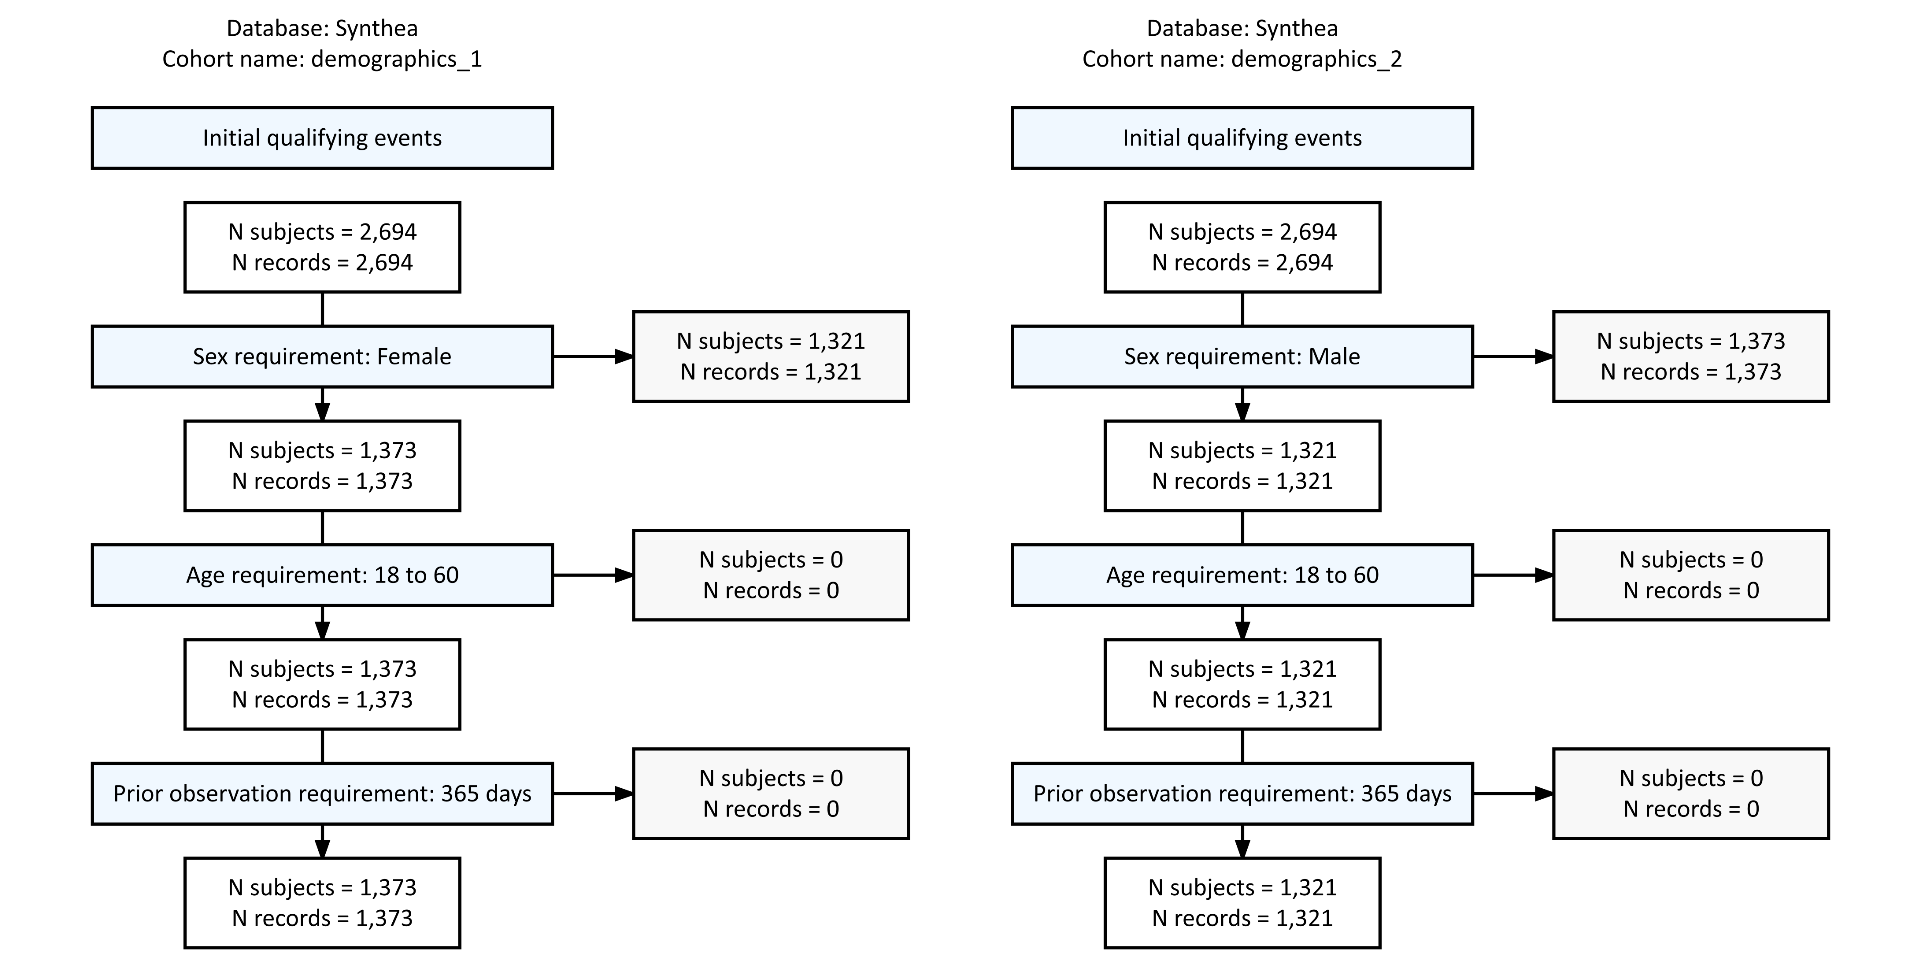 Database: Synthea
Cohort name: demographics_1
Initial qualifying events
N subjects = 2,694
N records = 2,694
Sex requirement: Female
N subjects = 1,321
N records = 1,321
N subjects = 1,373
N records = 1,373
Age requirement: 18 to 60
N subjects = 0
N records = 0
N subjects = 1,373
N records = 1,373
Prior observation requirement: 365 days
N subjects = 0
N records = 0
N subjects = 1,373
N records = 1,373
Database: Synthea
Cohort name: demographics_2
Initial qualifying events
N subjects = 2,694
N records = 2,694
Sex requirement: Male
N subjects = 1,373
N records = 1,373
N subjects = 1,321
N records = 1,321
Age requirement: 18 to 60
N subjects = 0
N records = 0
N subjects = 1,321
N records = 1,321
Prior observation requirement: 365 days
N subjects = 0
N records = 0
N subjects = 1,321
N records = 1,321